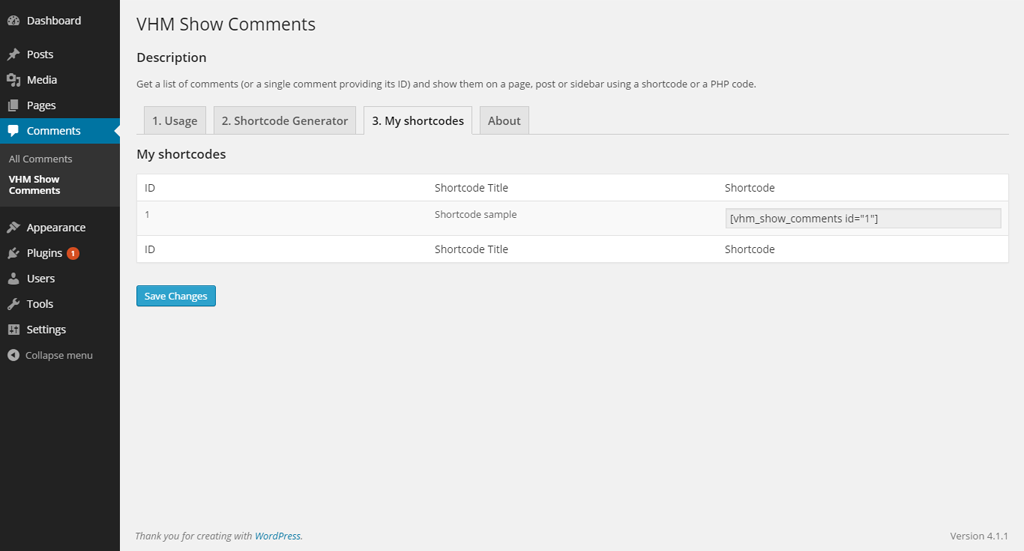 Dashboard
Posts
Media
Pages
Comments
All Comments
VHM Show
Comments
Appearance
Plugins 1
Users
Tools
Settings
Collapse menu
VHM Show Comments
Description
Get a list of comments (or a single comment providing its ID) and show them on a page, post or sidebar using a shortcode or a PHP code.
1. Usage 2. Shortcode Generator 3. My shortcodes About
My shortcodes
ID Shortcode Title Shortcode
1 Shortcode sample [vhm_show_comments id="1"]
ID Shortcode Title Shortcode
Save Changes
Thank you for creating with WordPress. Version 4.1.1